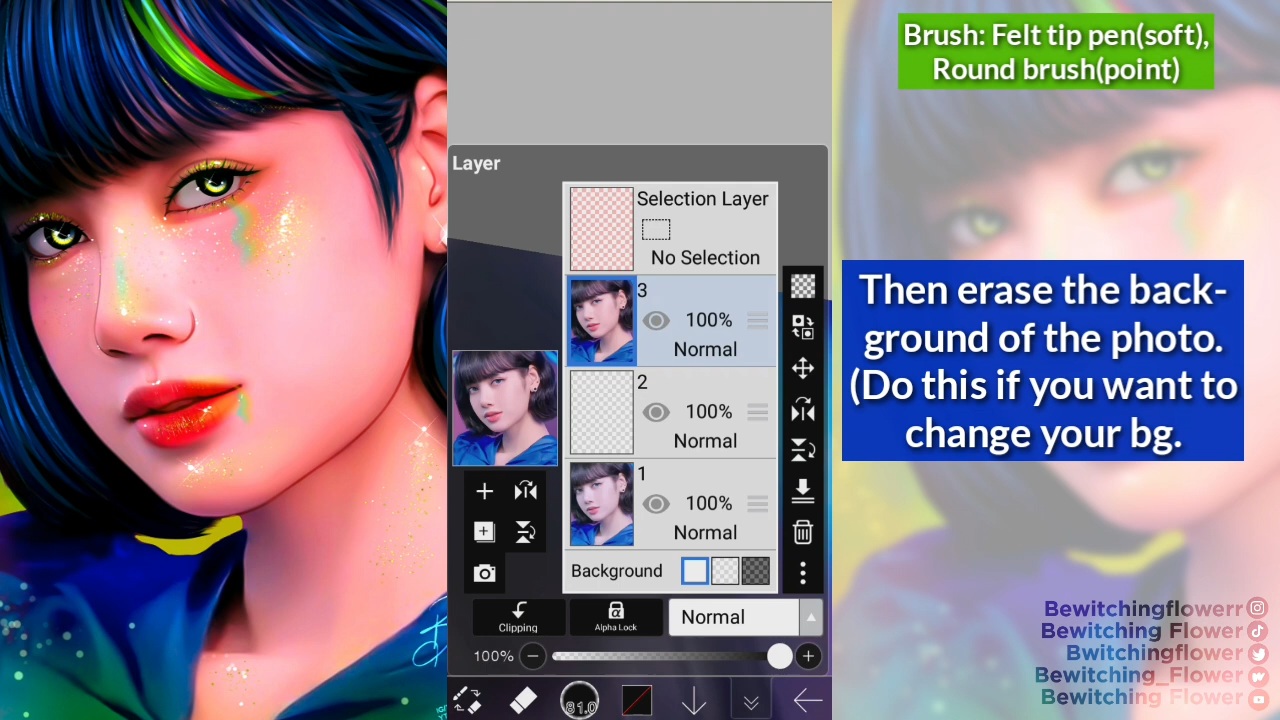 Brush: Felt tip pen(soft),
Round brush(point)
Layer
Selection Layer
No Selection
3
100%
Normal
2
100%
Normal
1
100%
Normal
Background
Clipping
α
Alpha Lock
Normal
100%
81.0
Then erase the back-
ground of the photo.
(Do this if you want to
change your bg.
Bewitchingflowerr
Bewitching Flower
Bwitchingflower
Bewitching_Flower
Bewitching Flower